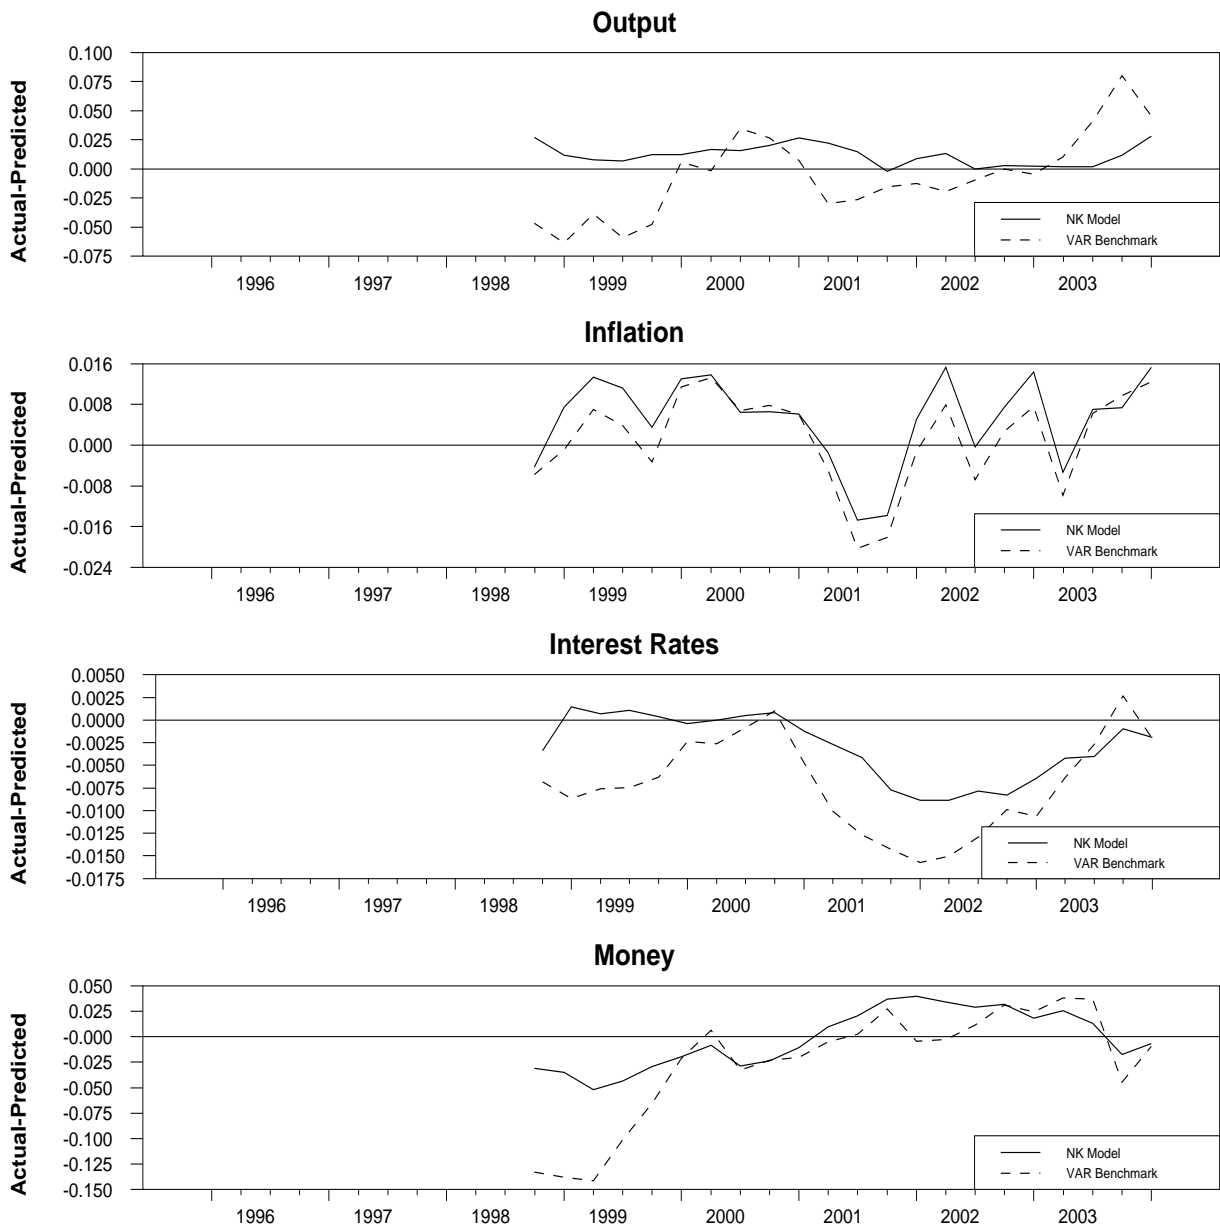 Output
Actual-Predicted
0.100
0.075
0.050
0.025
0.000
-0.025
-0.050
-0.075
NK Model
VAR Benchmark
1996 1997 1998 1999 2000 2001 2002 2003
Inflation
Actual-Predicted
0.016
0.008
0.000
-0.008
-0.016
-0.024
NK Model
VAR Benchmark
1996 1997 1998 1999 2000 2001 2002 2003
Interest Rates
Actual-Predicted
0.0050
0.0025
0.0000
-0.0025
-0.0050
-0.0075
-0.0100
-0.0125
-0.0150
-0.0175
NK Model
VAR Benchmark
1996 1997 1998 1999 2000 2001 2002 2003
Money
Actual-Predicted
0.050
0.025
-0.000
-0.025
-0.050
-0.075
-0.100
-0.125
-0.150
NK Model
VAR Benchmark
1996 1997 1998 1999 2000 2001 2002 2003